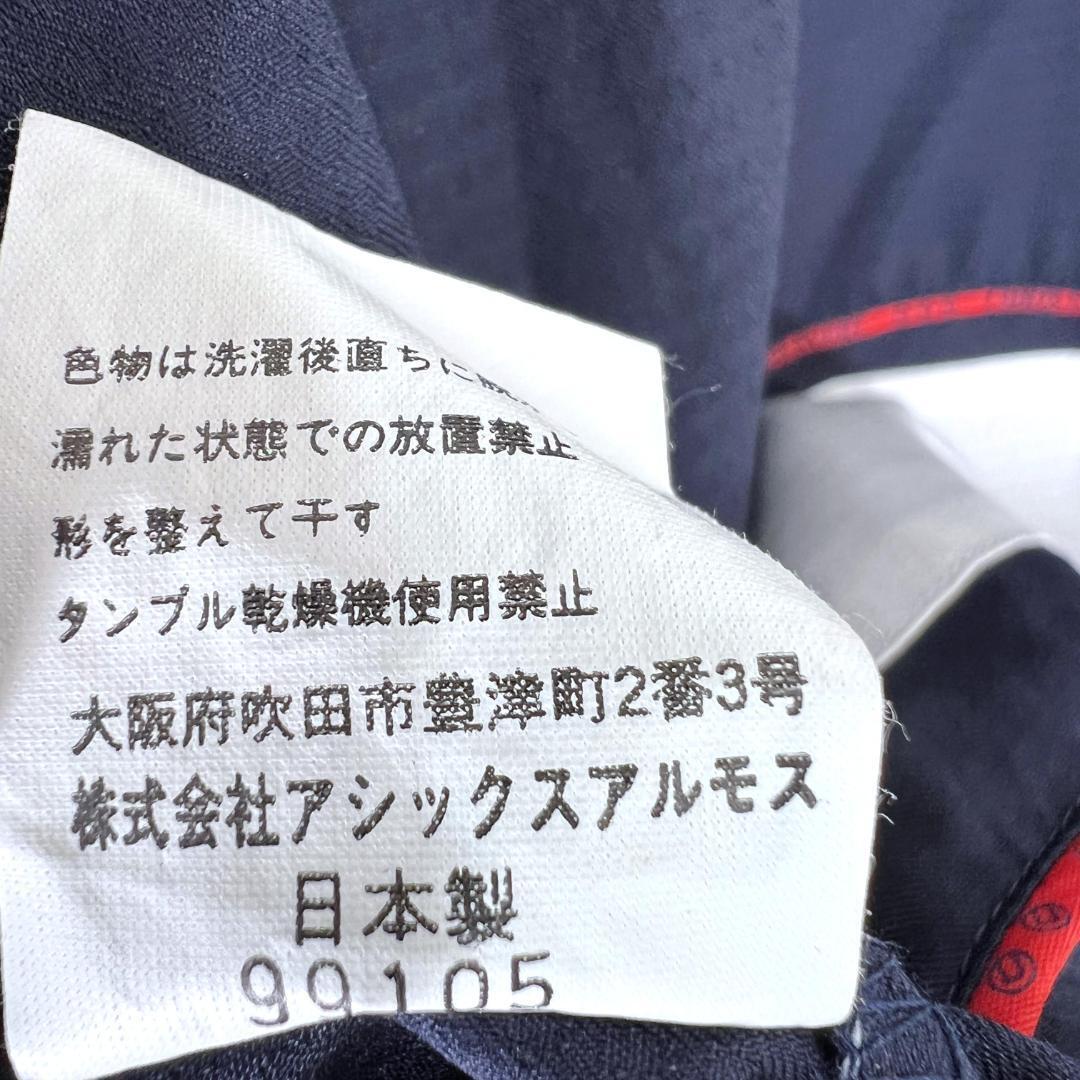 色物は洗濯後直ちに
濡れた状態での放置禁止
形を整えて干す
タンブル乾燥機使用禁止
大阪府吹田市豊津町2番3号
株式会社アシックスアルモス
日本製
99105